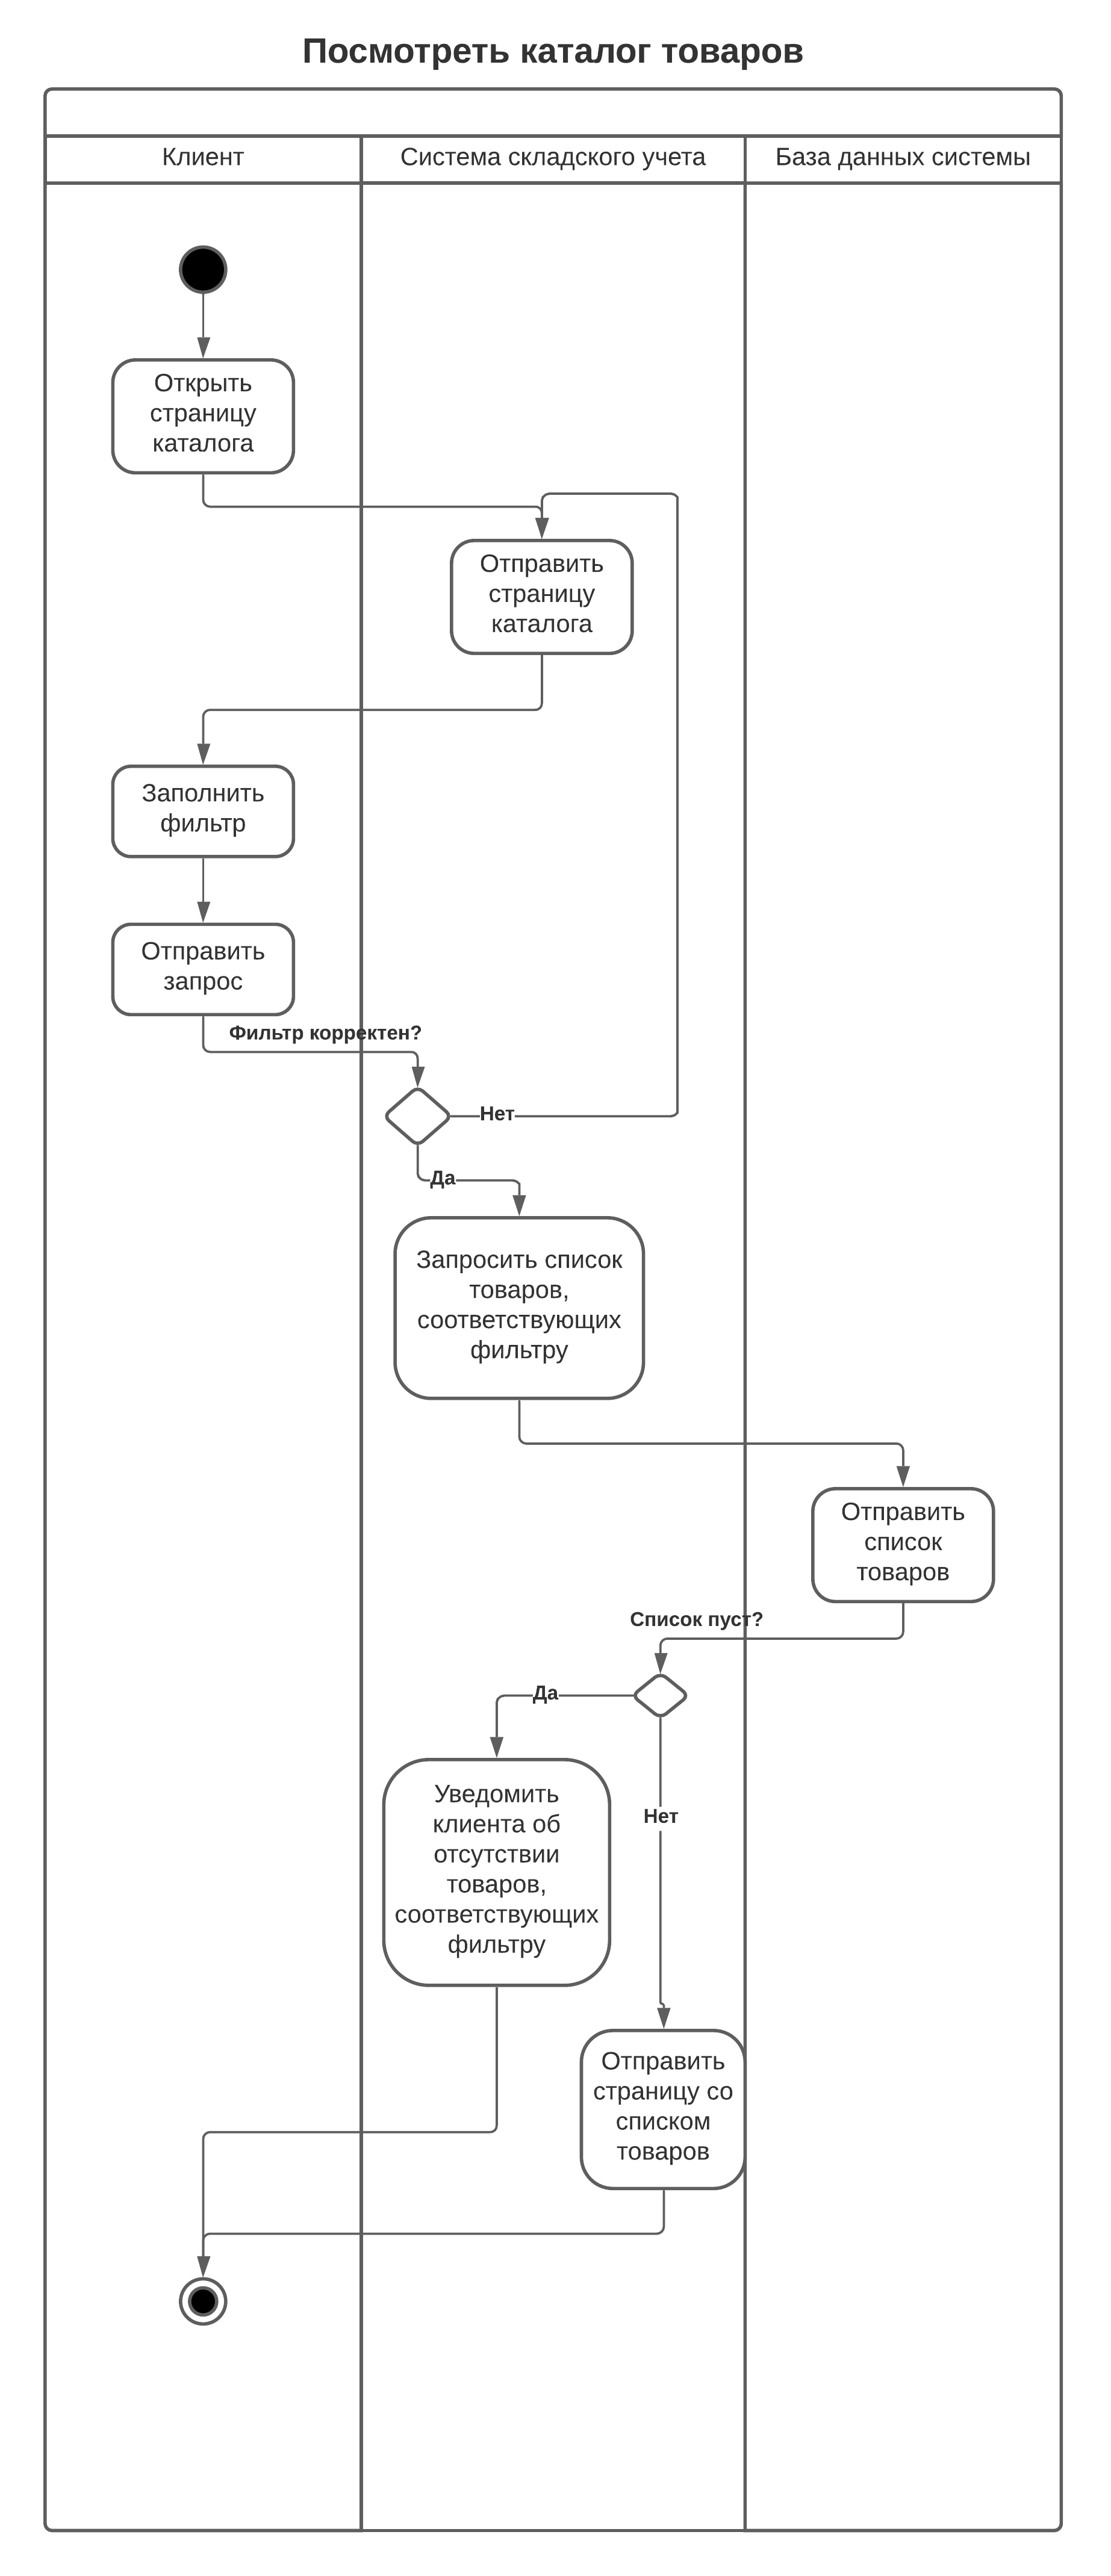 Посмотреть каталог товаров
Клиент
Система складского учета
База данных системы
Открыть
страницу
каталога
Отправить
страницу
каталога
Заполнить
фильтр
Отправить
запрос
Фильтр корректен?
Нет
Да
Запросить список
товаров,
соответствующих
фильтру
Отправить
список
товаров
Список пуст?
Да
Уведомить
клиента об
отсутствии
товаров,
соответствующих
фильтру
Нет
Отправить
страницу со
списком
товаров